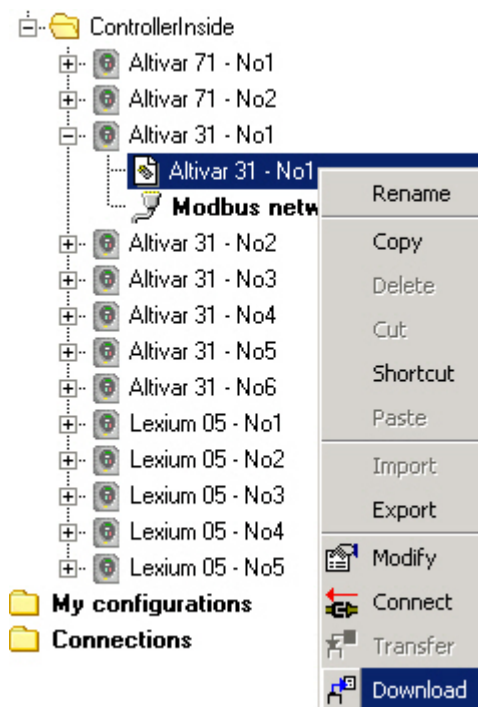 ControllerInside
Altivar 71 - No1
Altivar 71 - No2
Altivar 31 - No1
Altivar 31 - No1
Modbus netw
Altivar 31 - No2
Altivar 31 - No3
Altivar 31 - No4
Altivar 31 - No5
Altivar 31 - No6
Lexium 05 - No1
Lexium 05 - No2
Lexium 05 - No3
Lexium 05 - No4
Lexium 05 - No5
My configurations
Connections
Rename
Copy
Delete
Cut
Shortcut
Paste
Import
Export
Modify
Connect
Transfer
Download